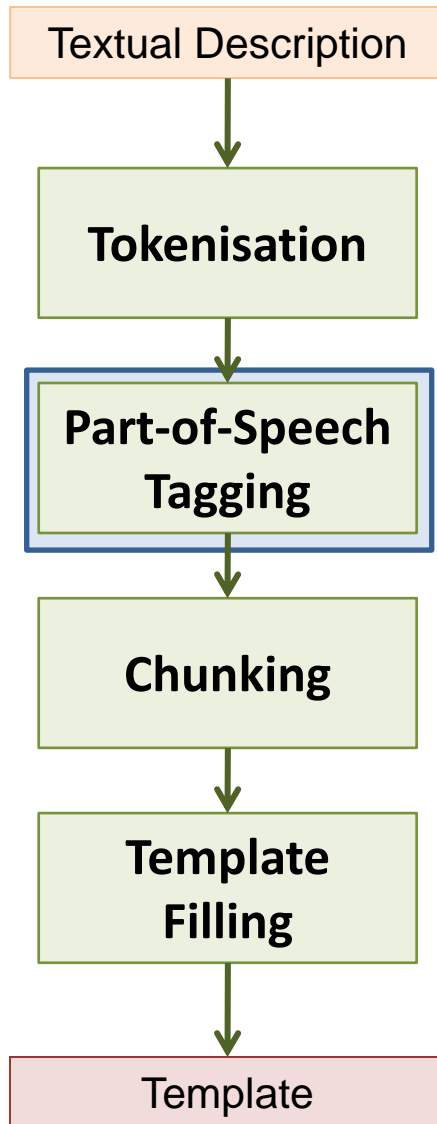 Textual Description
Tokenisation
Part-of-Speech
Tagging
Chunking
Template
Filling
Template